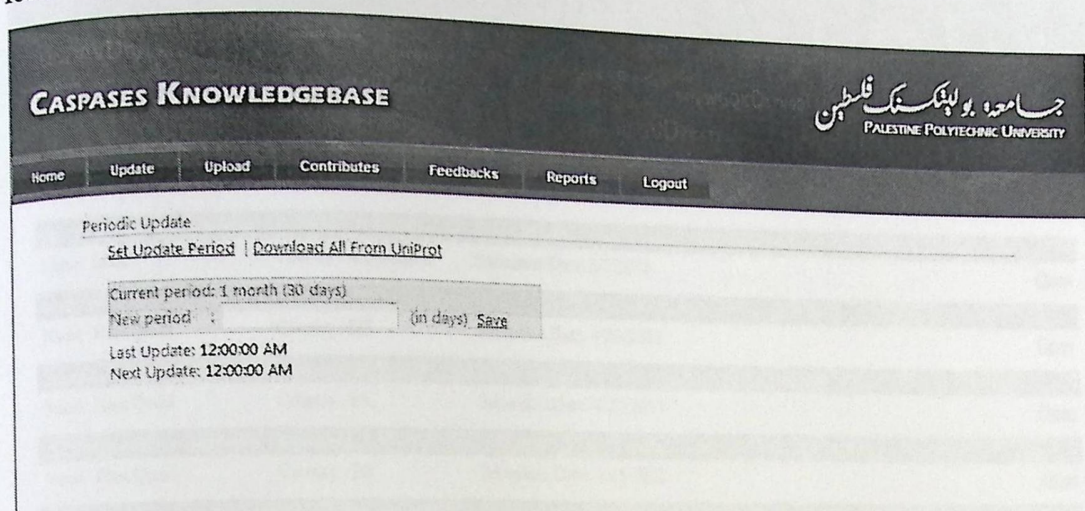 CASPASES KNOWLEDGEBASE
جامعة بوليتكنك فلسطين
PALESTINE POLYTECHNIC UNIVERSITY
Home Update Upload Contributes Feedbacks Reports Logout
Periodic Update
Set Update Period | Download All From UniProt
Current period: 1 month (30 days)
New period : (in days) Save
Last Update: 12:00:00 AM
Next Update: 12:00:00 AM